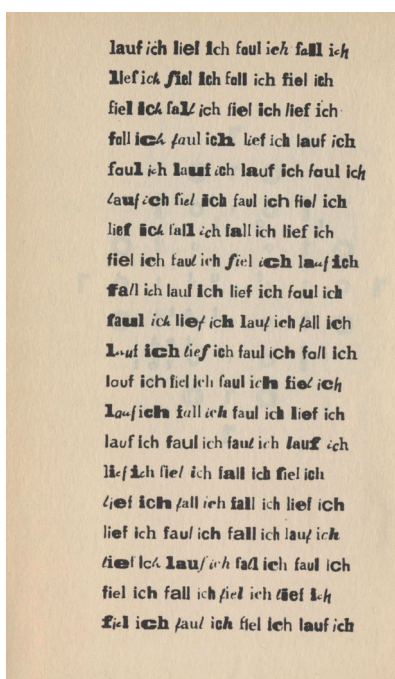 lauf ich lief ich faul ich fall ich
lief ich fiel ich fall ich fiel ich
fiel ich fall ich fiel ich lief ich
fall ich faul ich lief ich lauf ich
faul ich lauf ich lauf ich faul ich
lauf ich fiel ich faul ich fiel ich
lief ich fall ich fall ich lief ich
fiel ich faul ich fiel ich lauf ich
fall ich lauf ich lief ich faul ich
faul ich lief ich lauf ich fall ich
lauf ich lief ich faul ich fall ich
lauf ich fiel ich faul ich fiel ich
lauf ich fall ich faul ich lief ich
lauf ich faul ich faul ich lauf ich
lief ich fiel ich fall ich fiel ich
lief ich fall ich fall ich lief ich
lief ich faul ich fall ich lauf ich
lief ich lauf ich fall ich faul ich
fiel ich fall ich fiel ich lief ich
fiel ich faul ich fiel ich lauf ich